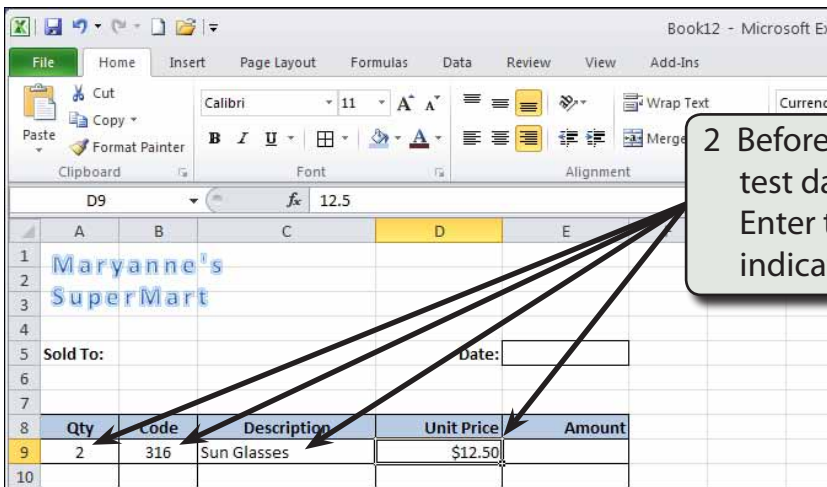 Book12 - Microsoft Ex
File Home Insert Page Layout Formulas Data Review View Add-Ins
Paste
Cut
Copy
Format Painter
Clipboard
Calibri 11 A A
B I U A
Font
Wrap Text
Merge
Alignment
Currenc
D9 fx 12.5
A B C D E
1 Maryanne's
2
3 SuperMart
4
5 Sold To: Date:
6
7
8 Qty Code Description Unit Price Amount
9 2 316 Sun Glasses $12.50
10
2 Before
test da
Enter t
indica